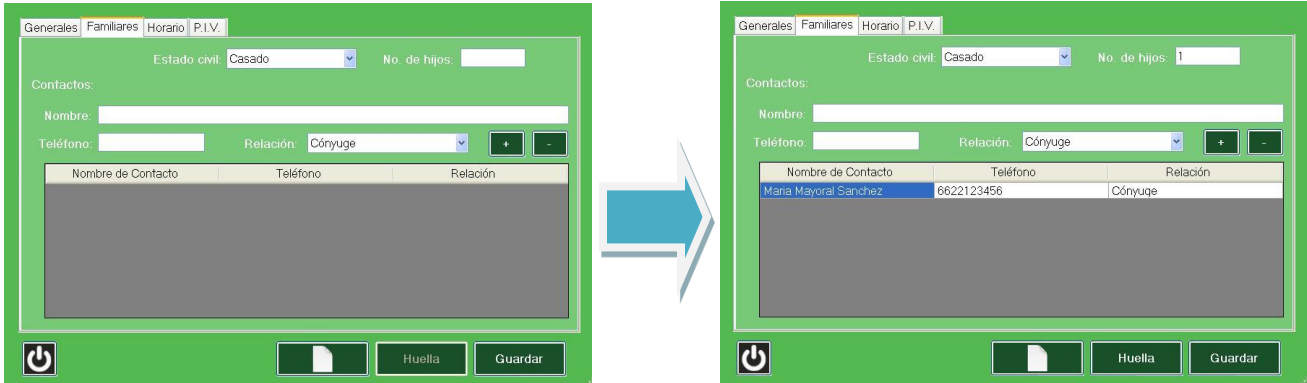 Generales Familiares Horario P.I.V.
Estado civil: Casado No. de hijos:
Contactos:
Nombre:
Teléfono: Relación: Cónyuge + -
Nombre de Contacto Teléfono Relación
Huella Guardar
Generales Familiares Horario P.I.V.
Estado civil: Casado No. de hijos: 1
Contactos:
Nombre:
Teléfono: Relación: Cónyuge + -
Nombre de Contacto Teléfono Relación
Maria Mayoral Sanchez 6622123456 Cónyuge
Huella Guardar